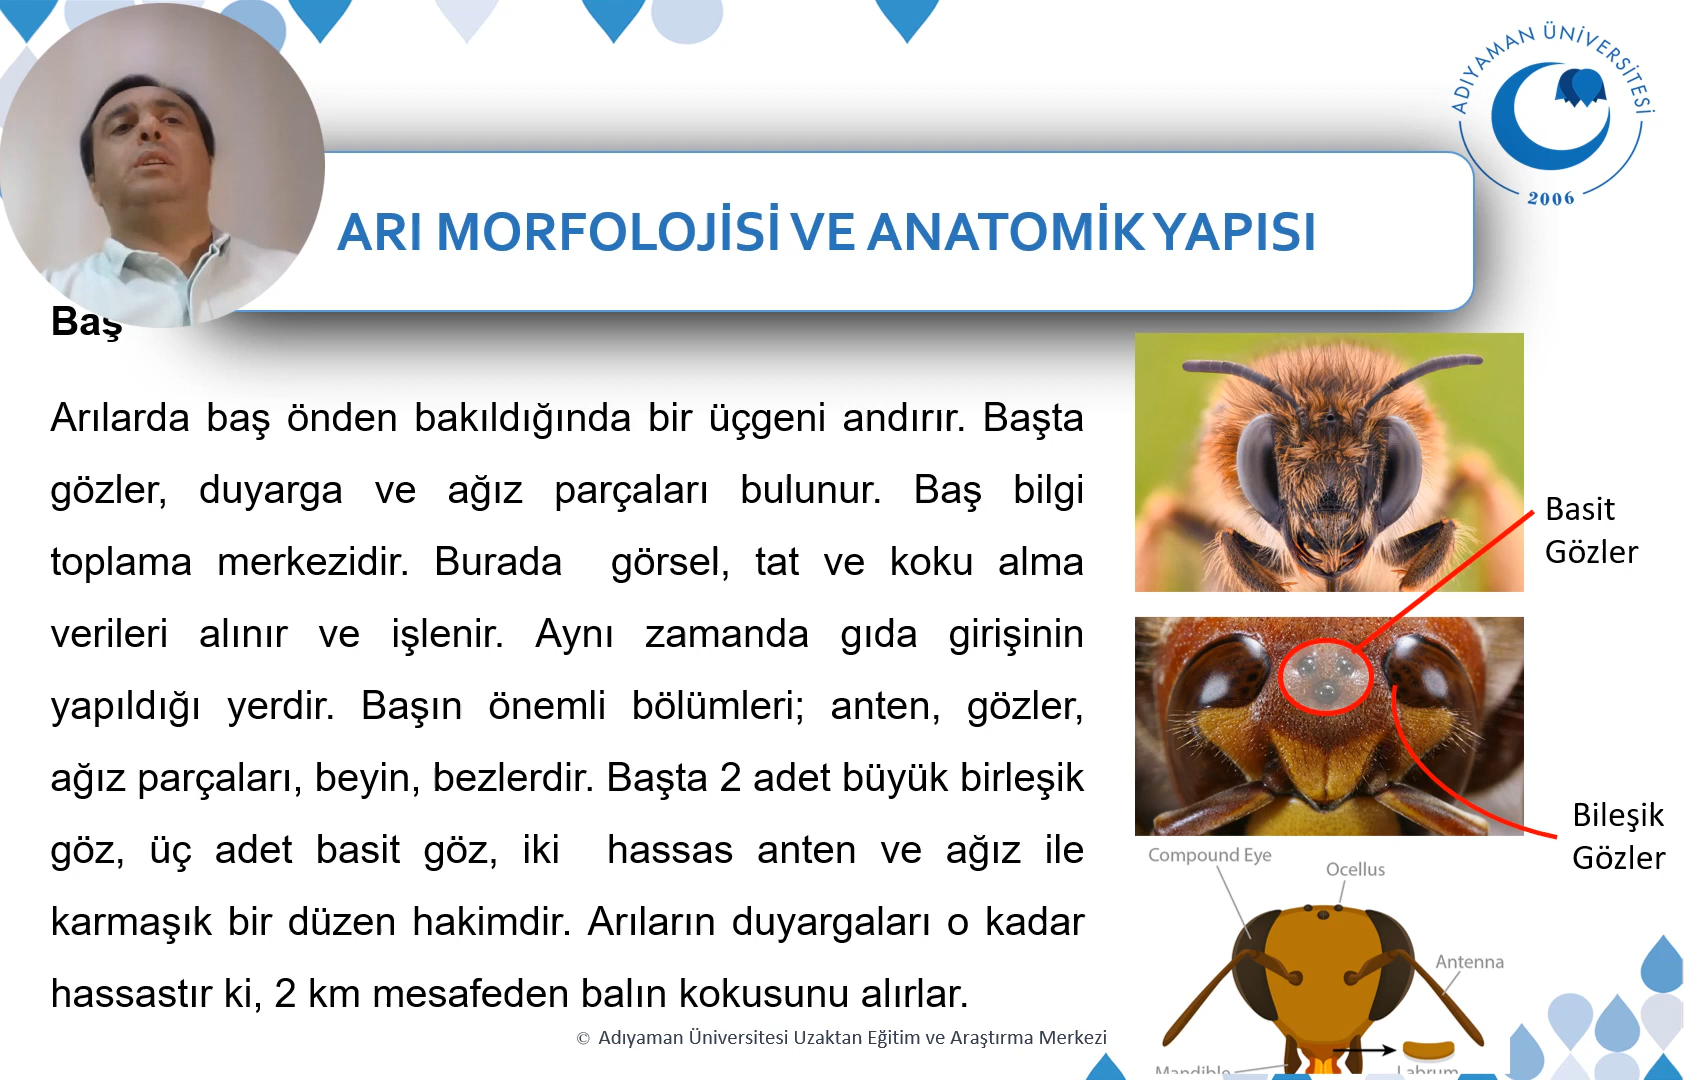 ADIYAMAN ÜNİVERSİTESİ
2006
ARI MORFOLOJİSİ VE ANATOMİK YAPISI
Baş
Arılarda baş önden bakıldığında bir üçgeni andırır. Başta
gözler, duyarga ve ağız parçaları bulunur. Baş bilgi
toplama merkezidir. Burada görsel, tat ve koku alma
verileri alınır ve işlenir. Aynı zamanda gıda girişinin
yapıldığı yerdir. Başın önemli bölümleri; anten, gözler,
ağız parçaları, beyin, bezlerdir. Başta 2 adet büyük birleşik
göz, üç adet basit göz, iki hassas anten ve ağız ile
karmaşık bir düzen hakimdir. Arıların duyargaları o kadar
hassastır ki, 2 km mesafeden balın kokusunu alırlar.
Basit
Gözler
Bileşik
Gözler
Compound Eye
Ocellus
Antenna
Mandible
Labrum
© Adıyaman Üniversitesi Uzaktan Eğitim ve Araştırma Merkezi